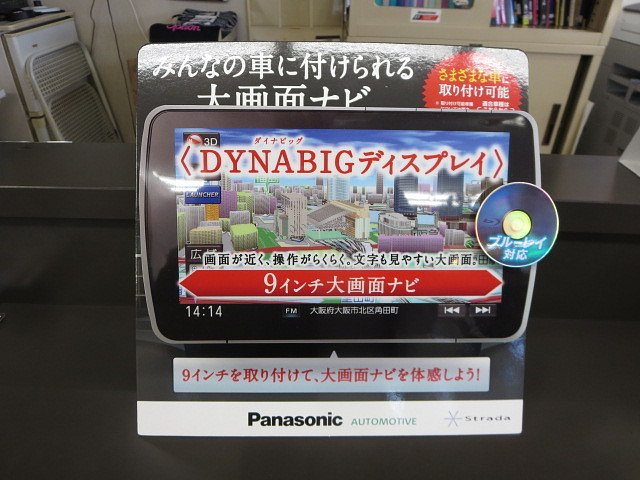 みんなの車に付けられる
大画面ナビ
さまざまな車に
取り付け可能
3D
ダイナビッグ
〈DYNABIGディスプレイ〉
LAUNCHER
ブルーレイ
対応
広域
画面が近く、操作がらくらく。文字も見やすい大画面。
9インチ大画面ナビ
14:14
FM
大阪府大阪市北区角田町
9インチを取り付けて、大画面ナビを体感しよう!
Panasonic AUTOMOTIVE
Strada